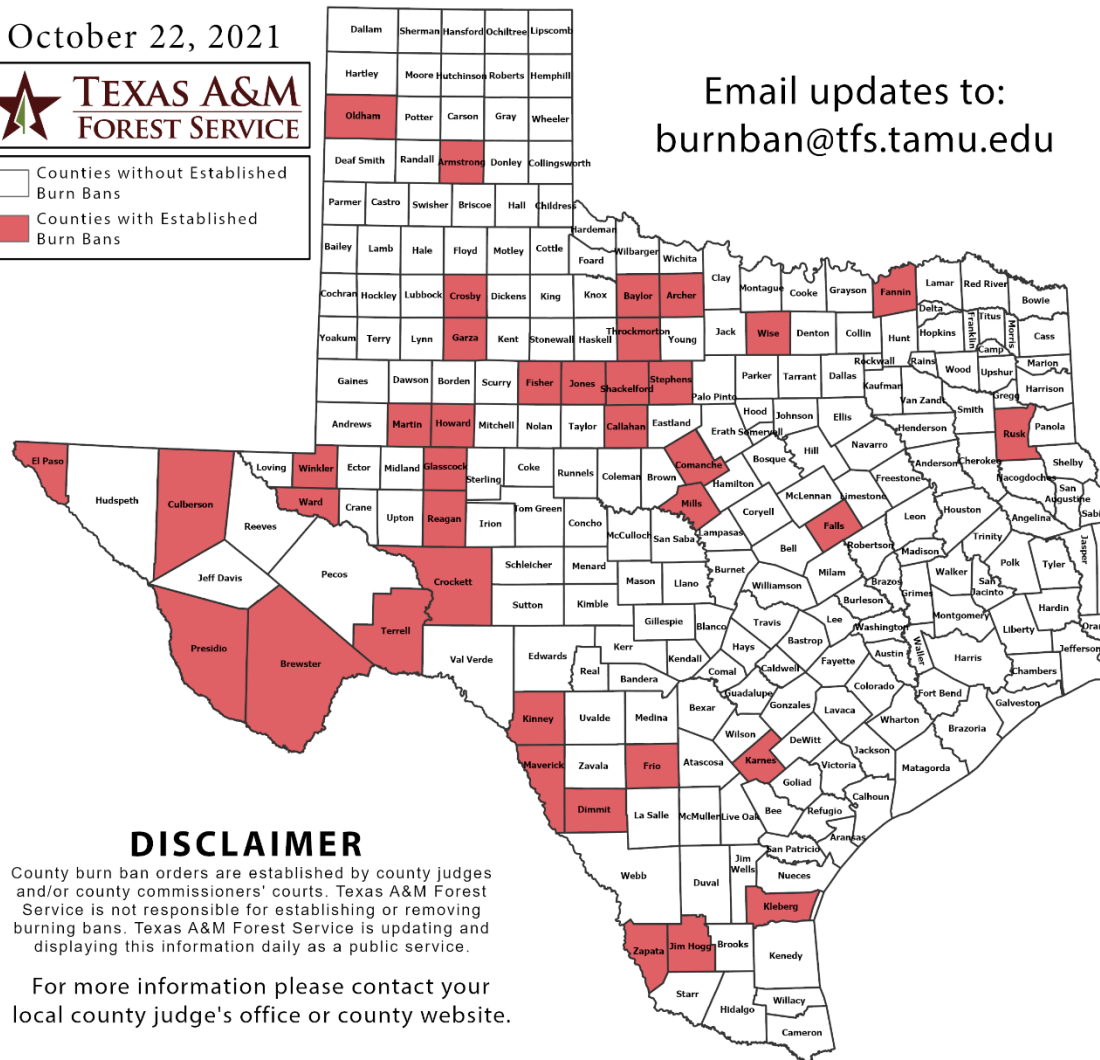 October 22, 2021
TEXAS A&M
FOREST SERVICE
Counties without Established
Burn Bans
Counties with Established
Burn Bans
Email updates to:
burnban@tfs.tamu.edu
Dallam Sherman Hansford Ochiltree Lipscomb
Hartley Moore Hutchinson Roberts Hemphill
Oldham Potter Carson Gray Wheeler
Deaf Smith Randall Armstrong Donley Collingsworth
Parmer Castro Swisher Briscoe Hall Childress
Hardeman
Bailey Lamb Hale Floyd Motley Cottle Foard Wilbarger Wichita
Clay Montague Cooke Grayson Fannin Lamar Red River Bowie
Cochran Hockley Lubbock Crosby Dickens King Knox Baylor Archer
Delta Titus Franklin Morris Cass
Yoakum Terry Lynn Garza Kent Stonewall Haskell Throckmorton Young Jack Wise Denton Collin Hunt Hopkins
Rockwall Rains Wood Camp Upshur Marion
Gaines Dawson Borden Scurry Fisher Jones Shackelford Stephens Palo Pinto Parker Tarrant Dallas Kaufman Van Zandt Smith Gregg Harrison
Andrews Martin Howard Mitchell Nolan Taylor Callahan Eastland Erath Hood Somervell Johnson Ellis Henderson Rusk Panola
El Paso Hudspeth Culberson Loving Winkler Ector Midland Glasscock Sterling Coke Runnels Coleman Brown Comanche Hamilton Bosque Hill Navarro Freestone Anderson Cherokee Nacogdoches Shelby
Reeves Ward Crane Upton Reagan Irion Tom Green Concho McCulloch San Saba Mills Lampasas Coryell McLennan Limestone Falls Leon Houston Angelina San Augustine Sabi
Jeff Davis Pecos Crockett Schleicher Menard Mason Llano Burnet Bell Milam Robertson Madison Trinity Polk Tyler Jasper
Presidio Brewster Terrell Sutton Kimble Gillespie Blanco Williamson Travis Lee Burleson Brazos Grimes Walker San Jacinto Hardin
Val Verde Edwards Real Kerr Bandera Kendall Comal Hays Bastrop Caldwell Fayette Washington Austin Waller Montgomery Harris Liberty Oran Jefferson Chambers
Kinney Uvalde Medina Bexar Guadalupe Gonzales Lavaca Colorado Wharton Fort Bend Galveston Brazoria
Maverick Zavala Frio Atascosa Wilson Karnes DeWitt Victoria Jackson Matagorda
Dimmit La Salle McMullen Live Oak Bee Goliad Refugio Calhoun Aransas
Webb Duval Jim Wells San Patricio Nueces
Kleberg
Zapata Jim Hogg Brooks Kenedy
Starr Hidalgo Willacy Cameron
DISCLAIMER
County burn ban orders are established by county judges
and/or county commissioners' courts. Texas A&M Forest
Service is not responsible for establishing or removing
burning bans. Texas A&M Forest Service is updating and
displaying this information daily as a public service.
For more information please contact your
local county judge's office or county website.